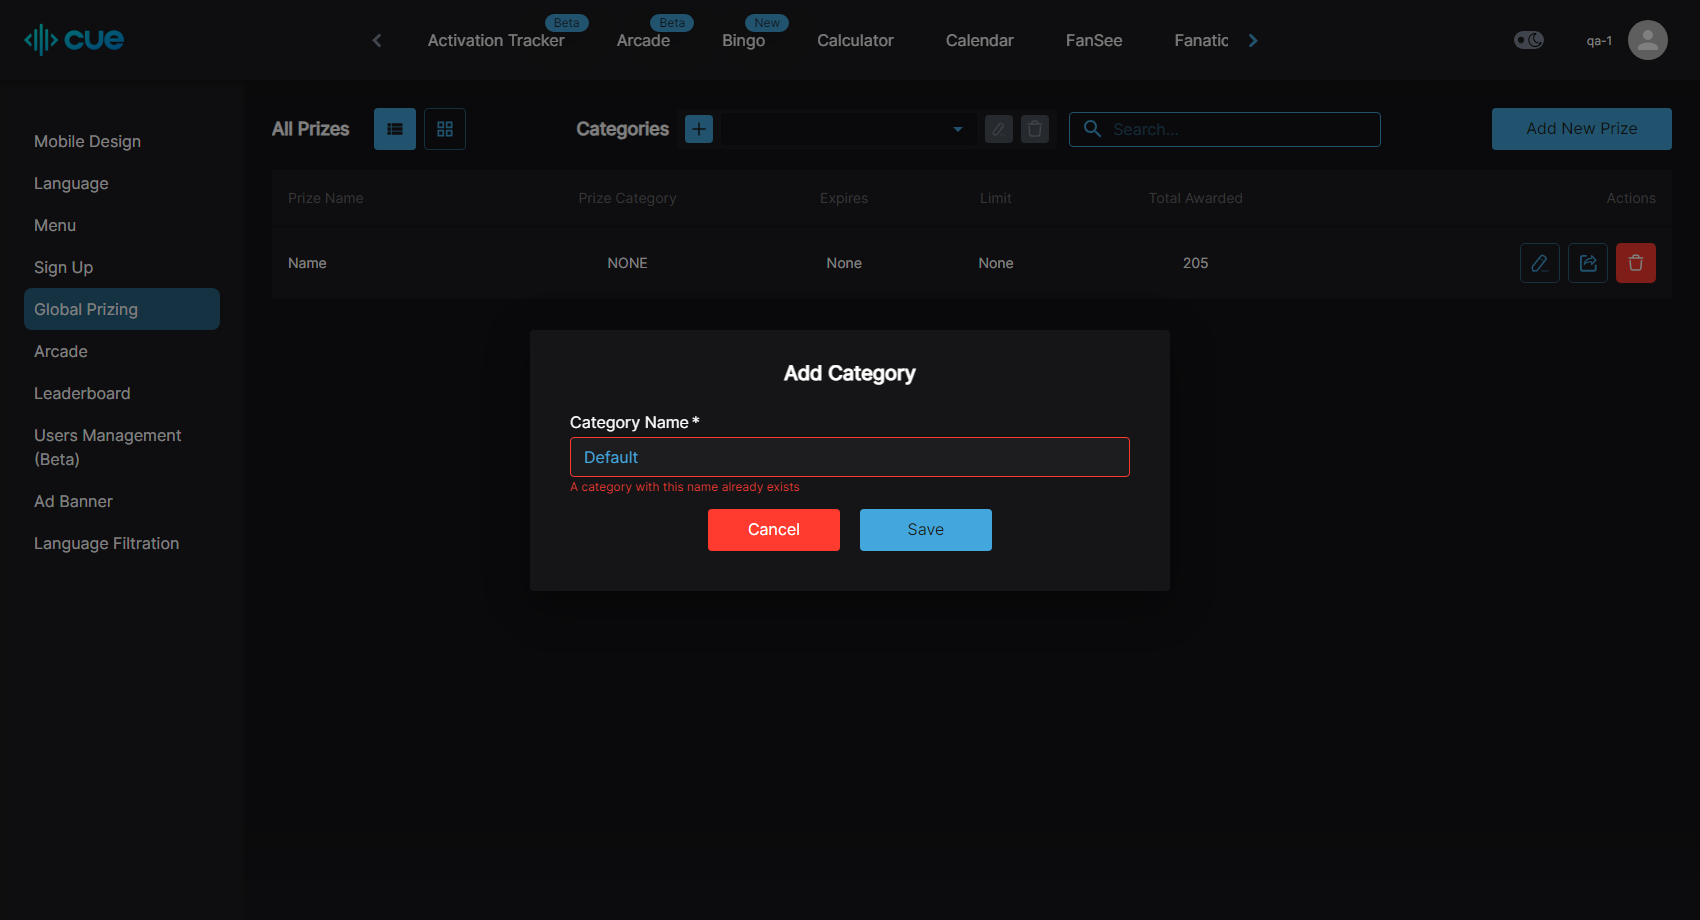 cue
Activation Tracker
Beta
Arcade
Beta
Bingo
New
Calculator
Calendar
FanSee
Fanatic
qa-1
Mobile Design
Language
Menu
Sign Up
Global Prizing
Arcade
Leaderboard
Users Management
(Beta)
Ad Banner
Language Filtration
All Prizes
Categories
Search...
Add New Prize
Prize Name
Prize Category
Expires
Limit
Total Awarded
Actions
Name
NONE
None
None
205
Add Category
Category Name*
Default
A category with this name already exists
Cancel
Save